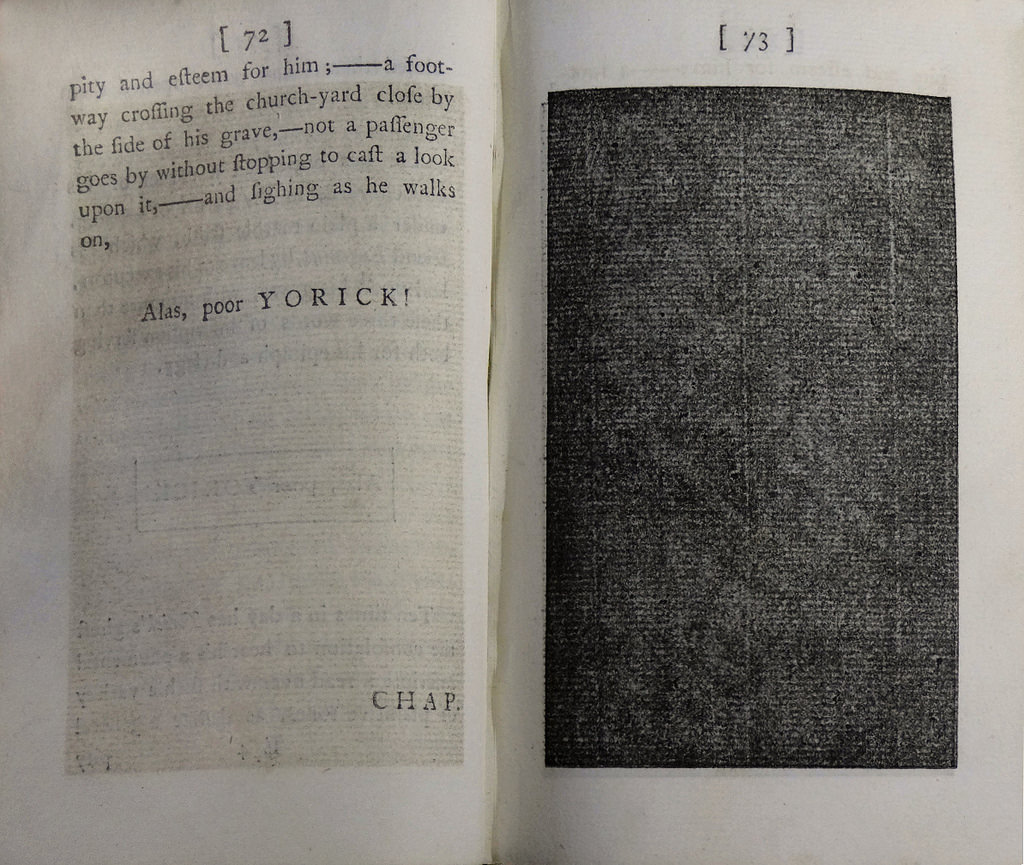 [ 72 ]
pity and eſteem for him ;——a foot-
way croſſing the church-yard cloſe by
the ſide of his grave,—not a paſſenger
goes by without ſtopping to caſt a look
upon it,——and ſighing as he walks
on,
Alas, poor YORICK!
CHAP.
[ 73 ]